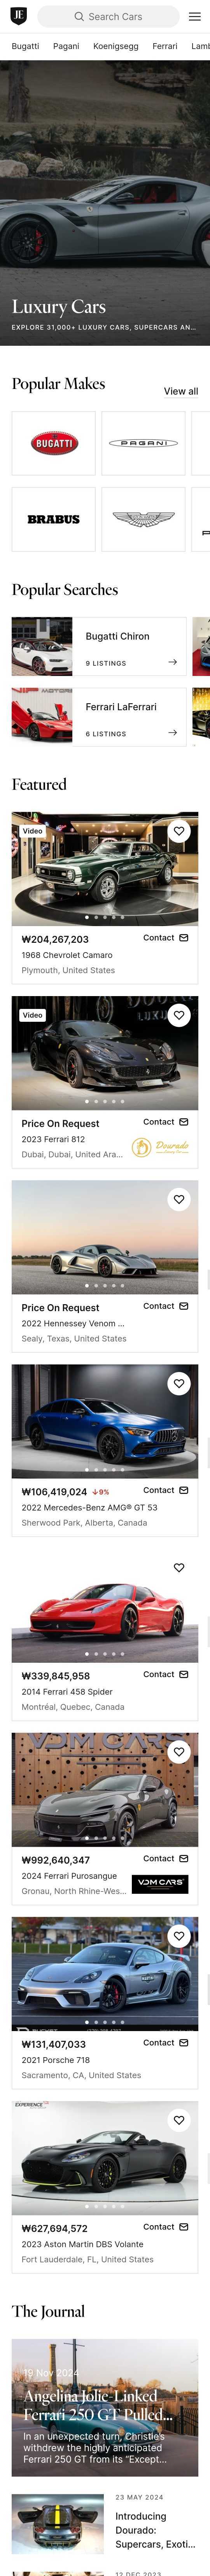 JE
Search Cars
Bugatti Pagani Koenigsegg Ferrari Lamb
Luxury Cars
EXPLORE 31,000+ LUXURY CARS, SUPERCARS AN...
Popular Makes
View all
BUGATTI
PAGANI
BRABUS
Popular Searches
Bugatti Chiron
9 LISTINGS
Ferrari LaFerrari
6 LISTINGS
Featured
Video
₩204,267,203
Contact
1968 Chevrolet Camaro
Plymouth, United States
Video
Price On Request
Contact
2023 Ferrari 812
Dubai, Dubai, United Ara...
Dourado
Price On Request
Contact
2022 Hennessey Venom ...
Sealy, Texas, United States
₩106,419,024 ↓9%
Contact
2022 Mercedes-Benz AMG® GT 53
Sherwood Park, Alberta, Canada
₩339,845,958
Contact
2014 Ferrari 458 Spider
Montréal, Quebec, Canada
VDM CARS
₩992,640,347
Contact
2024 Ferrari Purosangue
Gronau, North Rhine-Wes...
VDM CARS
₩131,407,033
Contact
2021 Porsche 718
Sacramento, CA, United States
EXPERIENCE
₩627,694,572
Contact
2023 Aston Martin DBS Volante
Fort Lauderdale, FL, United States
The Journal
19 Nov 2024
Angelina Jolie-Linked
Ferrari 250 GT Pulled...
In an unexpected turn, Christie's
withdrew the highly anticipated
Ferrari 250 GT from its "Except...
23 MAY 2024
Introducing
Dourado:
Supercars, Exoti...
12 DEC 2023